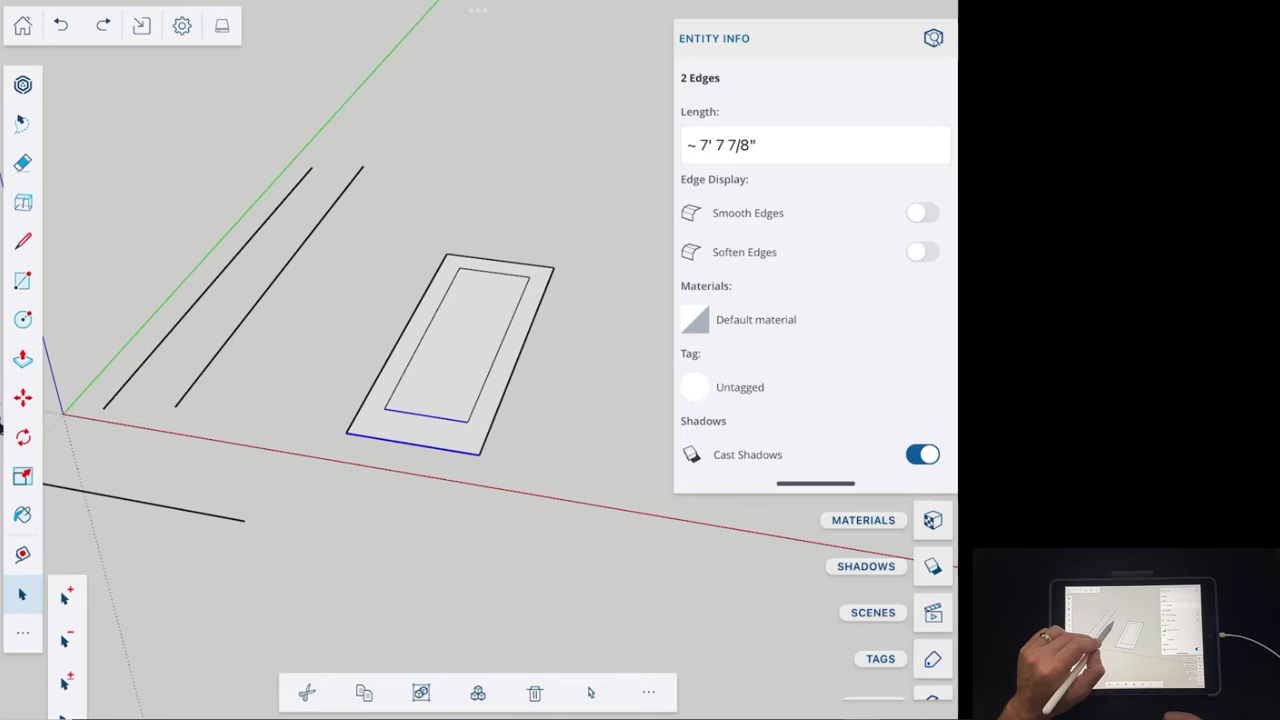 ENTITY INFO
2 Edges
Length:
~ 7' 7 7/8"
Edge Display:
Smooth Edges
Soften Edges
Materials:
Default material
Tag:
Untagged
Shadows
Cast Shadows
MATERIALS
SHADOWS
SCENES
TAGS